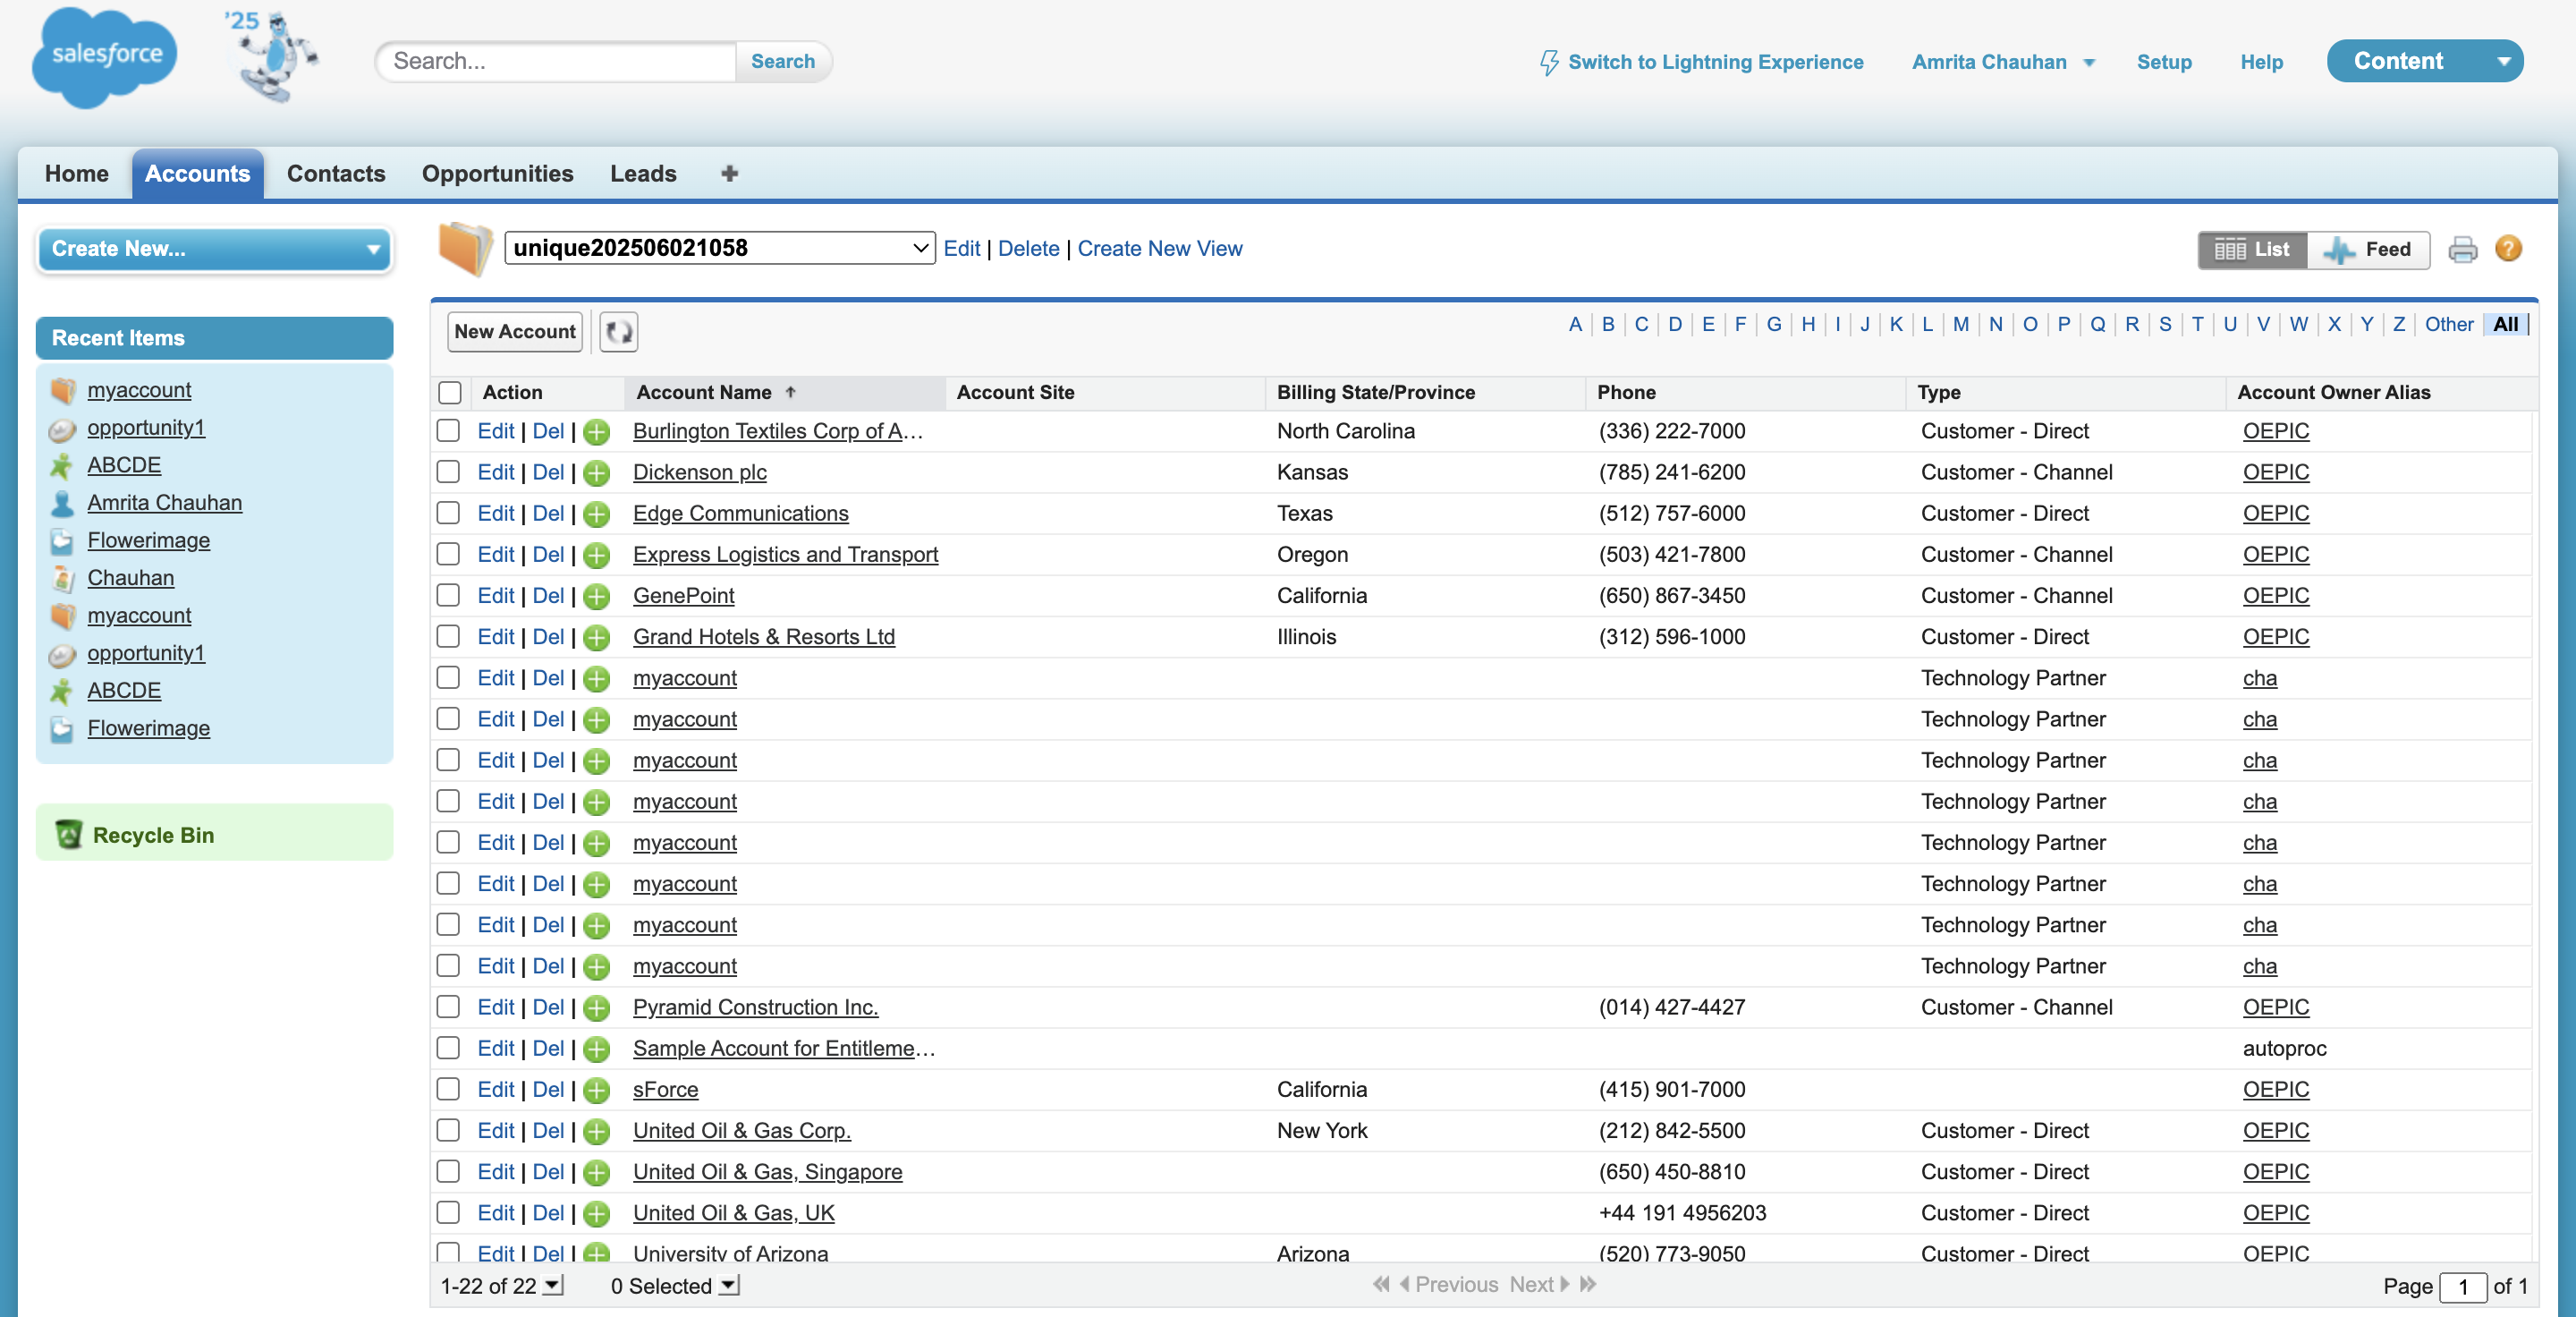 salesforce
'25
Search...
Search
Switch to Lightning Experience
Amrita Chauhan
Setup
Help
Content
Home
Accounts
Contacts
Opportunities
Leads
Create New...
unique202506021058
Edit | Delete | Create New View
List
Feed
Recent Items
myaccount
opportunity1
ABCDE
Amrita Chauhan
Flowerimage
Chauhan
myaccount
opportunity1
ABCDE
Flowerimage
Recycle Bin
New Account
A | B | C | D | E | F | G | H | I | J | K | L | M | N | O | P | Q | R | S | T | U | V | W | X | Y | Z | Other | All
Action Account Name Account Site Billing State/Province Phone Type Account Owner Alias
Edit | Del | Burlington Textiles Corp of A... North Carolina (336) 222-7000 Customer - Direct OEPIC
Edit | Del | Dickenson plc Kansas (785) 241-6200 Customer - Channel OEPIC
Edit | Del | Edge Communications Texas (512) 757-6000 Customer - Direct OEPIC
Edit | Del | Express Logistics and Transport Oregon (503) 421-7800 Customer - Channel OEPIC
Edit | Del | GenePoint California (650) 867-3450 Customer - Channel OEPIC
Edit | Del | Grand Hotels & Resorts Ltd Illinois (312) 596-1000 Customer - Direct OEPIC
Edit | Del | myaccount Technology Partner cha
Edit | Del | myaccount Technology Partner cha
Edit | Del | myaccount Technology Partner cha
Edit | Del | myaccount Technology Partner cha
Edit | Del | myaccount Technology Partner cha
Edit | Del | myaccount Technology Partner cha
Edit | Del | myaccount Technology Partner cha
Edit | Del | myaccount Technology Partner cha
Edit | Del | Pyramid Construction Inc. (014) 427-4427 Customer - Channel OEPIC
Edit | Del | Sample Account for Entitleme... autoproc
Edit | Del | sForce California (415) 901-7000 OEPIC
Edit | Del | United Oil & Gas Corp. New York (212) 842-5500 Customer - Direct OEPIC
Edit | Del | United Oil & Gas, Singapore (650) 450-8810 Customer - Direct OEPIC
Edit | Del | United Oil & Gas, UK +44 191 4956203 Customer - Direct OEPIC
Edit | Del | University of Arizona Arizona (520) 773-9050 Customer - Direct OEPIC
1-22 of 22 0 Selected Previous Next Page 1 of 1